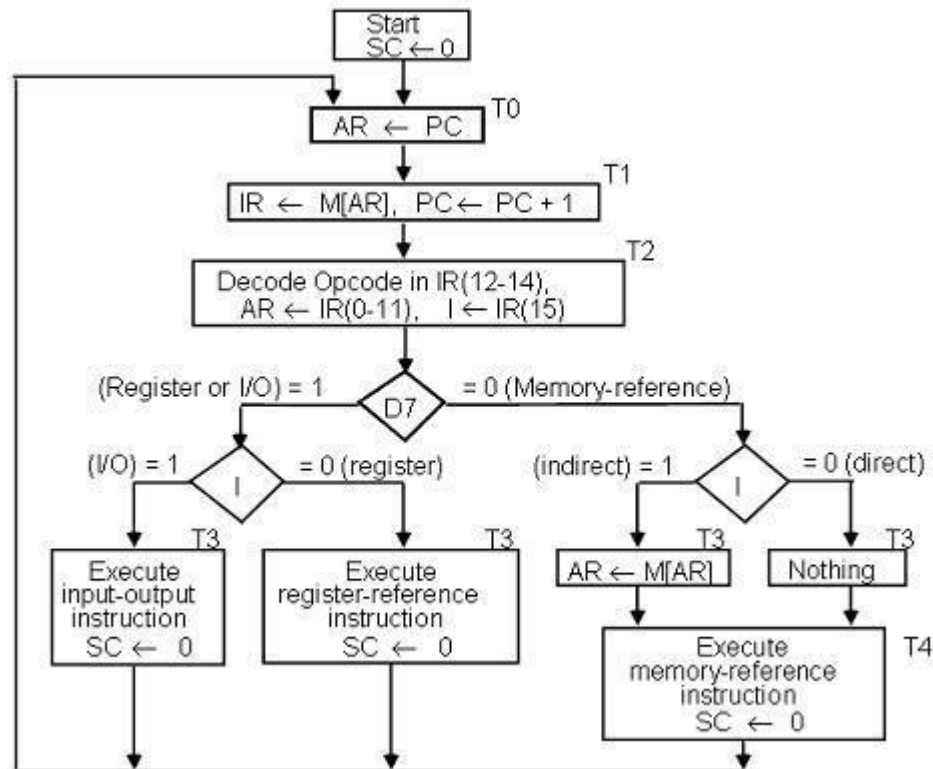 Start
SC ← 0
T0
AR ← PC
T1
IR ← M[AR], PC ← PC + 1
T2
Decode Opcode in IR(12-14),
AR ← IR(0-11), I ← IR(15)
(Register or I/O) = 1
= 0 (Memory-reference)
D7
(I/O) = 1
= 0 (register)
(indirect) = 1
= 0 (direct)
I
I
T3
T3
T3
T3
Execute
input-output
instruction
SC ← 0
Execute
register-reference
instruction
SC ← 0
AR ← M[AR]
Nothing
T4
Execute
memory-reference
instruction
SC ← 0